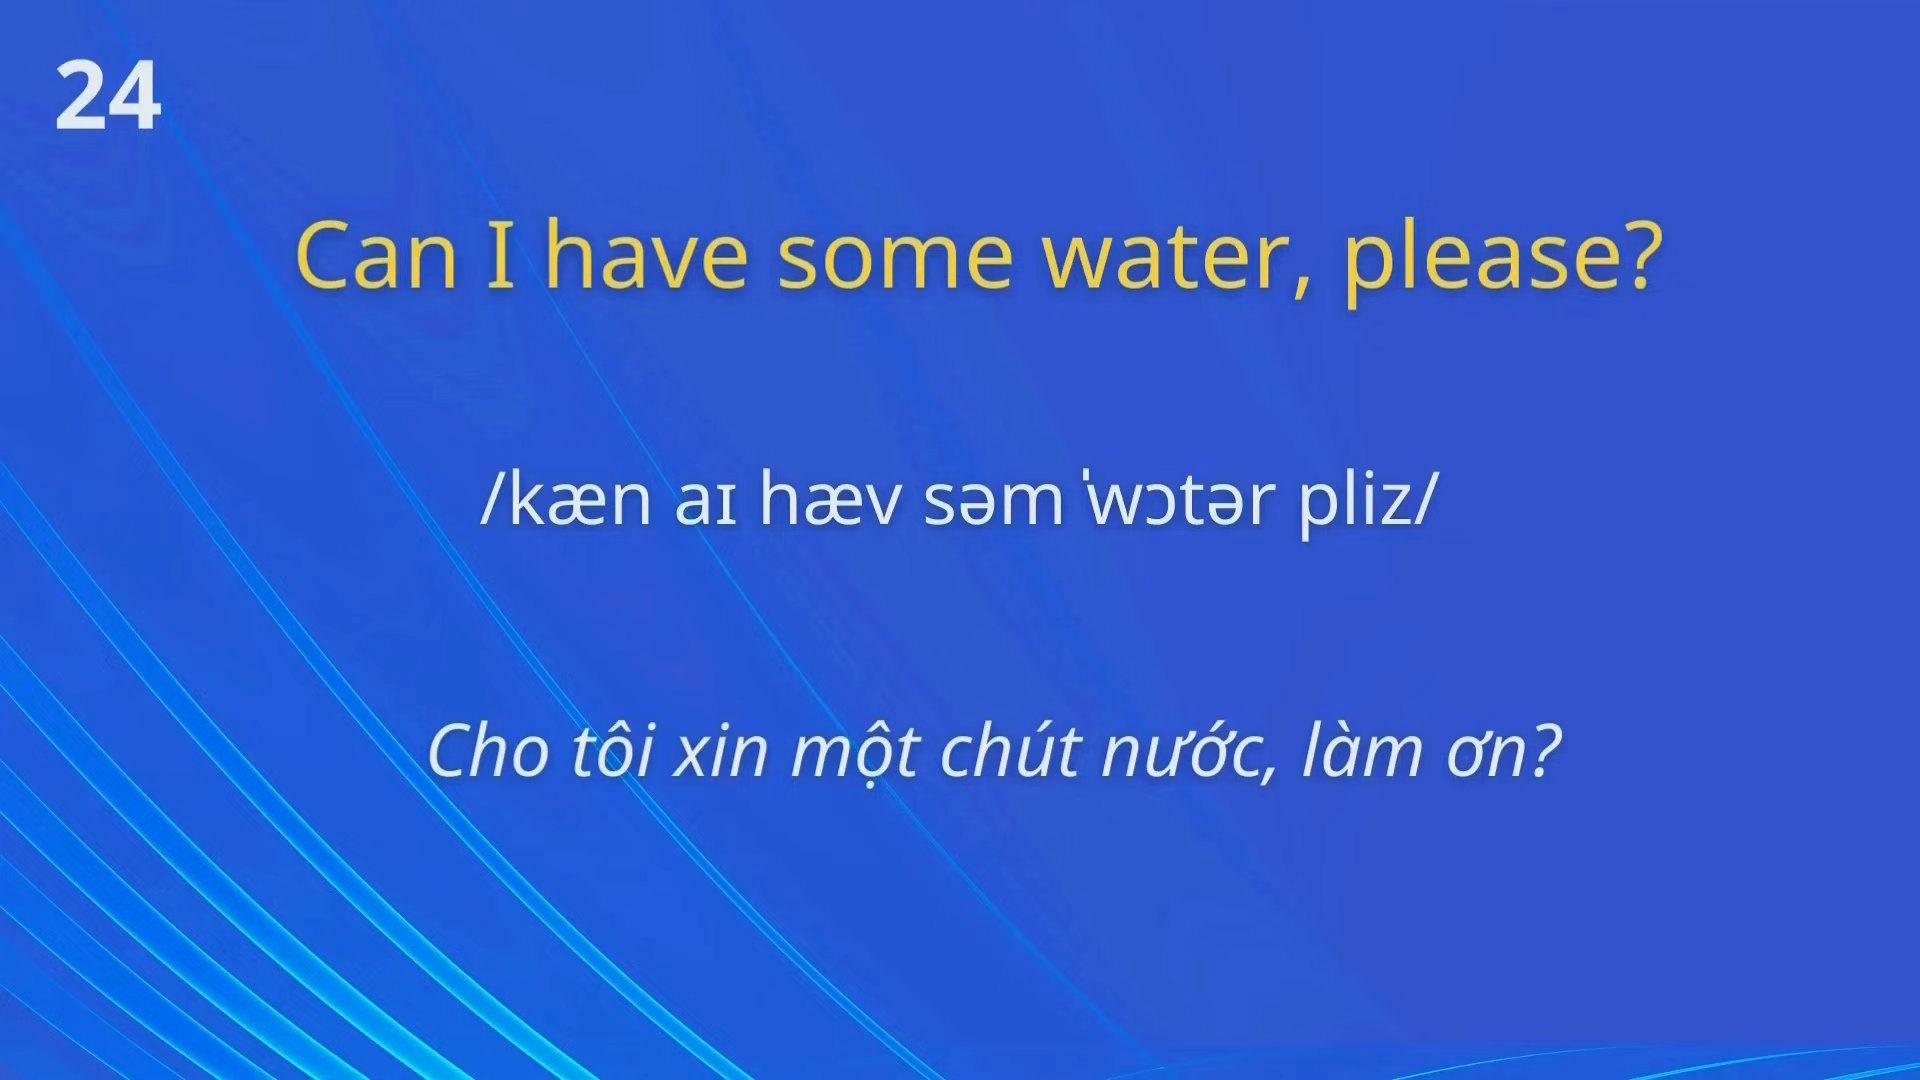 24
Can I have some water, please?
/kæn aɪ hæv səm ˈwɔtər pliz/
Cho tôi xin một chút nước, làm ơn?